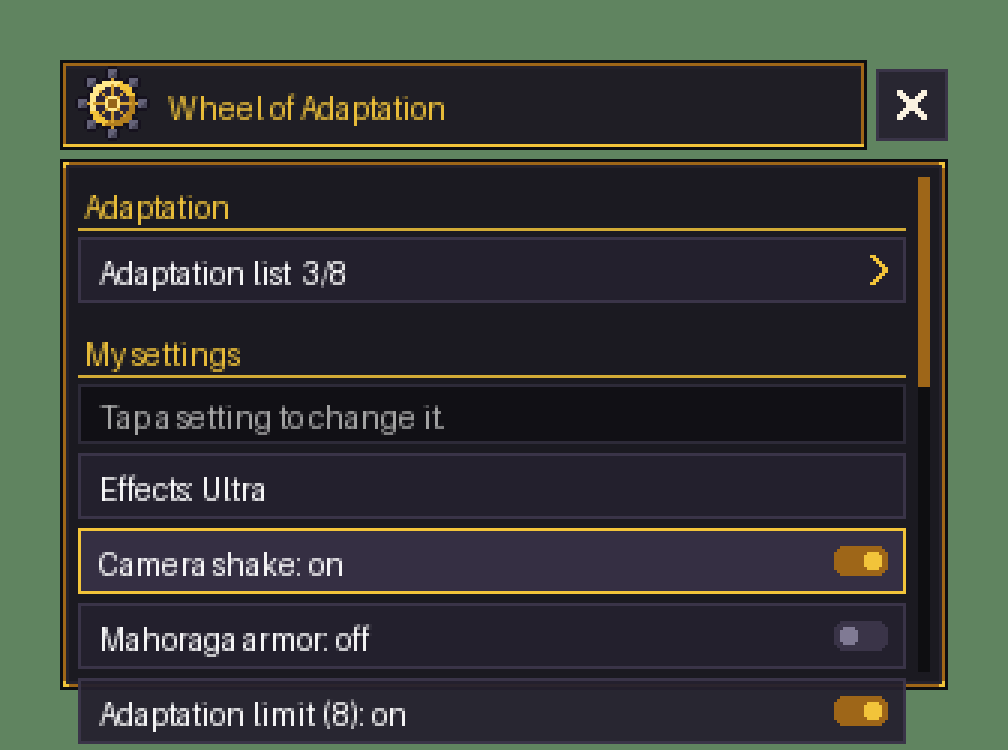 Wheel of Adaptation
Adaptation
Adaptation list 3/8
My settings
Tap a setting to change it.
Effects: Ultra
Camera shake: on
Mahoraga armor: off
Adaptation limit (8): on